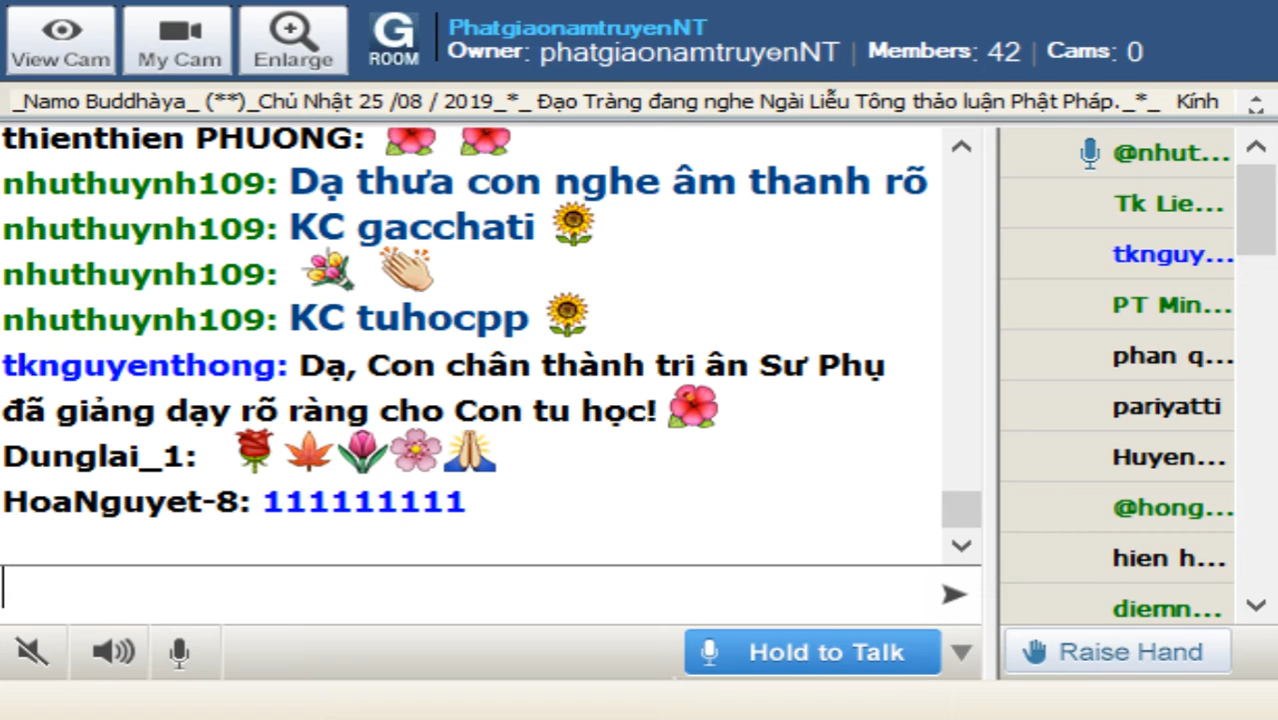 View Cam
My Cam
Enlarge
G
ROOM
PhatgiaonamtruyenNT
Owner: phatgiaonamtruyenNT | Members: 42 | Cams: 0
_Namo Buddhàya_ (**)_Chủ Nhật 25 /08 / 2019_*_ Đạo Tràng đang nghe Ngài Liễu Tông thảo luận Phật Pháp._*_ Kính
thienthien PHUONG:
nhuthuynh109: Dạ thưa con nghe âm thanh rõ
nhuthuynh109: KC gacchati
nhuthuynh109:
nhuthuynh109: KC tuhocpp
tknguyenthong: Dạ, Con chân thành tri ân Sư Phụ
đã giảng dạy rõ ràng cho Con tu học!
Dunglai_1:
HoaNguyet-8: 111111111
@nhut...
Tk Lie...
tknguy...
PT Min...
phan q...
pariyatti
Huyen...
@hong...
hien h...
diemn...
Hold to Talk
Raise Hand